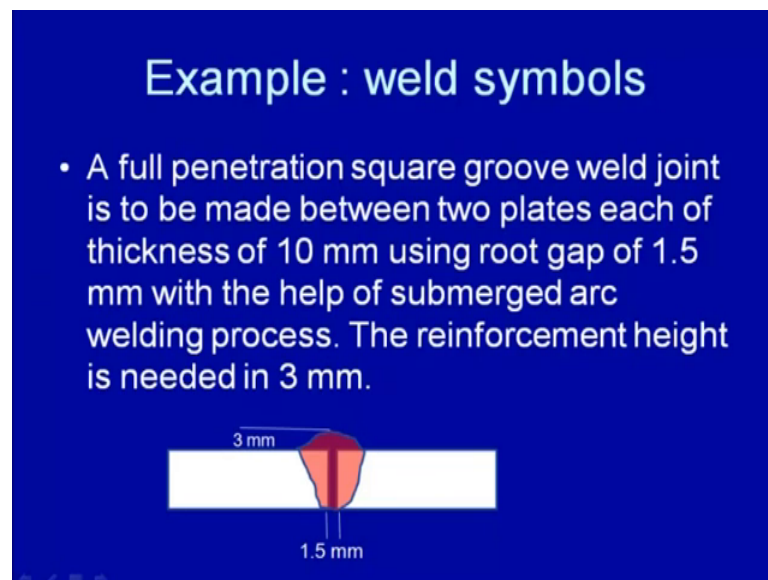 Example : weld symbols
• A full penetration square groove weld joint
is to be made between two plates each of
thickness of 10 mm using root gap of 1.5
mm with the help of submerged arc
welding process. The reinforcement height
is needed in 3 mm.
3 mm
1.5 mm